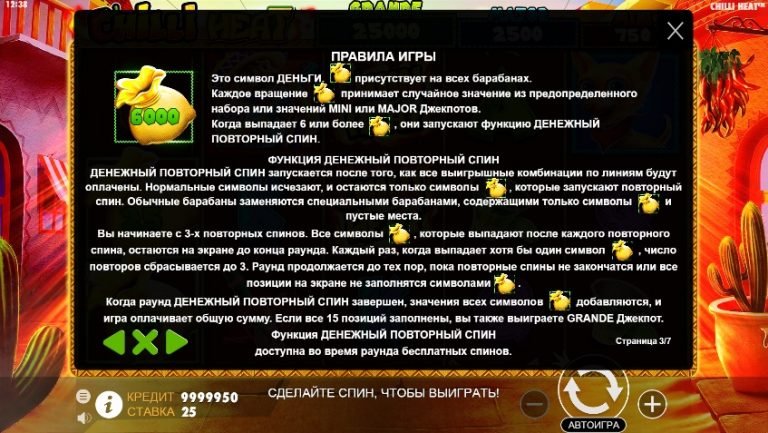 12:38
CHILLI HEAT™
CHILLI HEAT
GRANDE
25000
MAJOR
2500
750
ПРАВИЛА ИГРЫ
6000
Это символ ДЕНЬГИ, присутствует на всех барабанах.
Каждое вращение принимает случайное значение из предопределенного
набора или значений MINI или MAJOR Джекпотов.
Когда выпадает 6 или более , они запускают функцию ДЕНЕЖНЫЙ
ПОВТОРНЫЙ СПИН.
ФУНКЦИЯ ДЕНЕЖНЫЙ ПОВТОРНЫЙ СПИН
ДЕНЕЖНЫЙ ПОВТОРНЫЙ СПИН запускается после того, как все выигрышные комбинации по линиям будут
оплачены. Нормальные символы исчезают, и остаются только символы , которые запускают повторный
спин. Обычные барабаны заменяются специальными барабанами, содержащими только символы и
пустые места.
Вы начинаете с 3-х повторных спинов. Все символы , которые выпадают после каждого повторного
спина, остаются на экране до конца раунда. Каждый раз, когда выпадает хотя бы один символ , число
повторов сбрасывается до 3. Раунд продолжается до тех пор, пока повторные спины не закончатся или все
позиции на экране не заполнятся символами .
Когда раунд ДЕНЕЖНЫЙ ПОВТОРНЫЙ СПИН завершен, значения всех символов добавляются, и
игра оплачивает общую сумму. Если все 15 позиций заполнены, вы также выиграете GRANDE Джекпот.
Функция ДЕНЕЖНЫЙ ПОВТОРНЫЙ СПИН
доступна во время раунда бесплатных спинов.
Страница 3/7
КРЕДИТ 9999950
СТАВКА 25
СДЕЛАЙТЕ СПИН, ЧТОБЫ ВЫИГРАТЬ!
АВТОИГРА